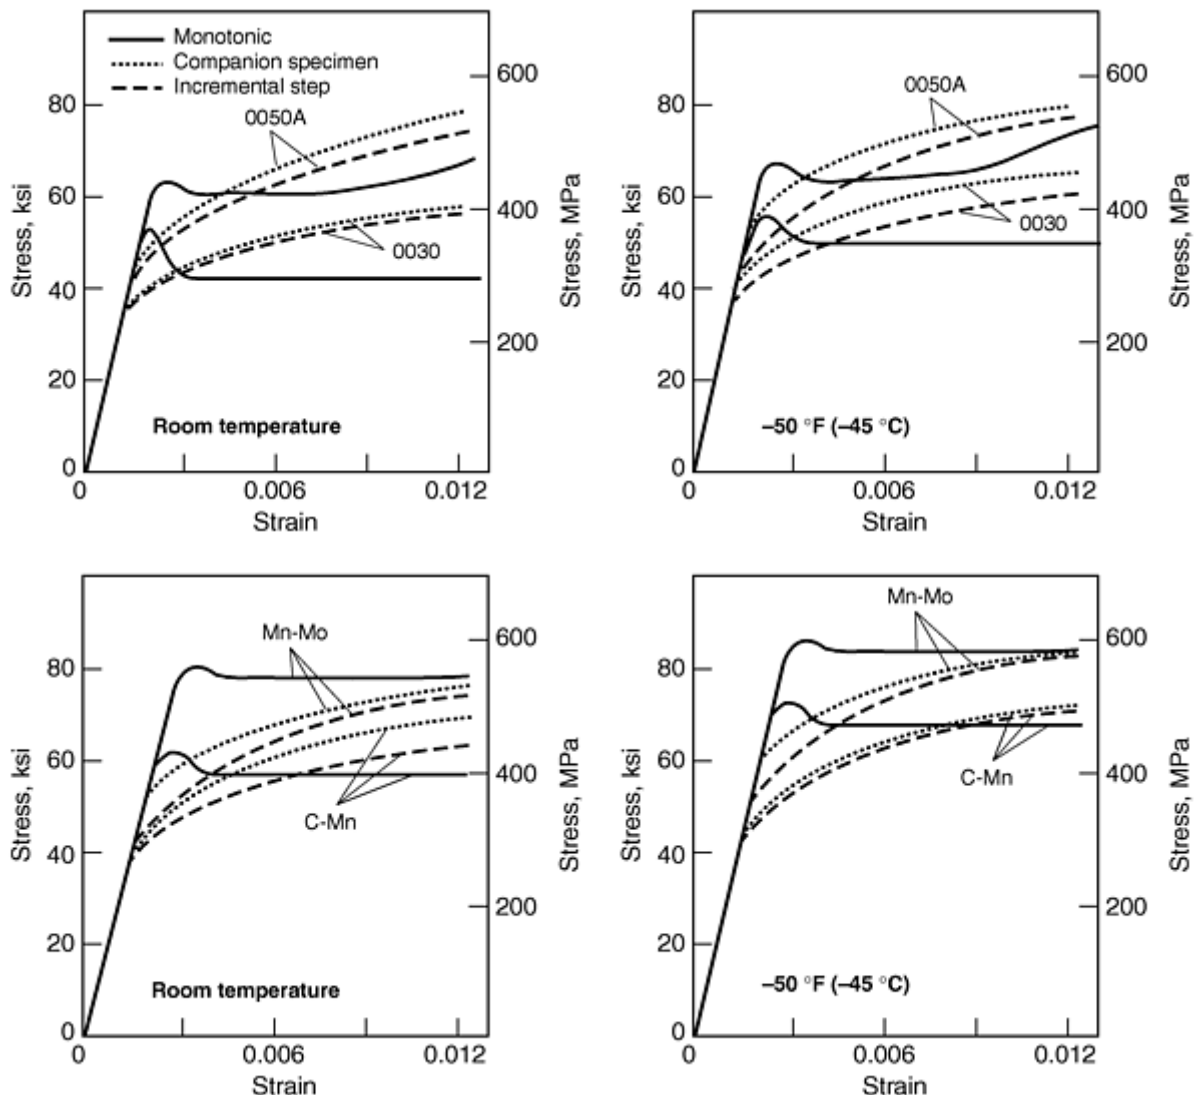 Monotonic
Companion specimen
Incremental step
0050A
0030
80
60
40
20
0
Stress, ksi
600
400
200
Stress, MPa
Room temperature
0
0.006
0.012
Strain
0050A
0030
80
60
40
20
0
Stress, ksi
600
400
200
Stress, MPa
–50 °F (–45 °C)
0
0.006
0.012
Strain
Mn-Mo
C-Mn
80
60
40
20
0
Stress, ksi
600
400
200
Stress, MPa
Room temperature
0
0.006
0.012
Strain
Mn-Mo
C-Mn
80
60
40
20
0
Stress, ksi
600
400
200
Stress, MPa
–50 °F (–45 °C)
0
0.006
0.012
Strain